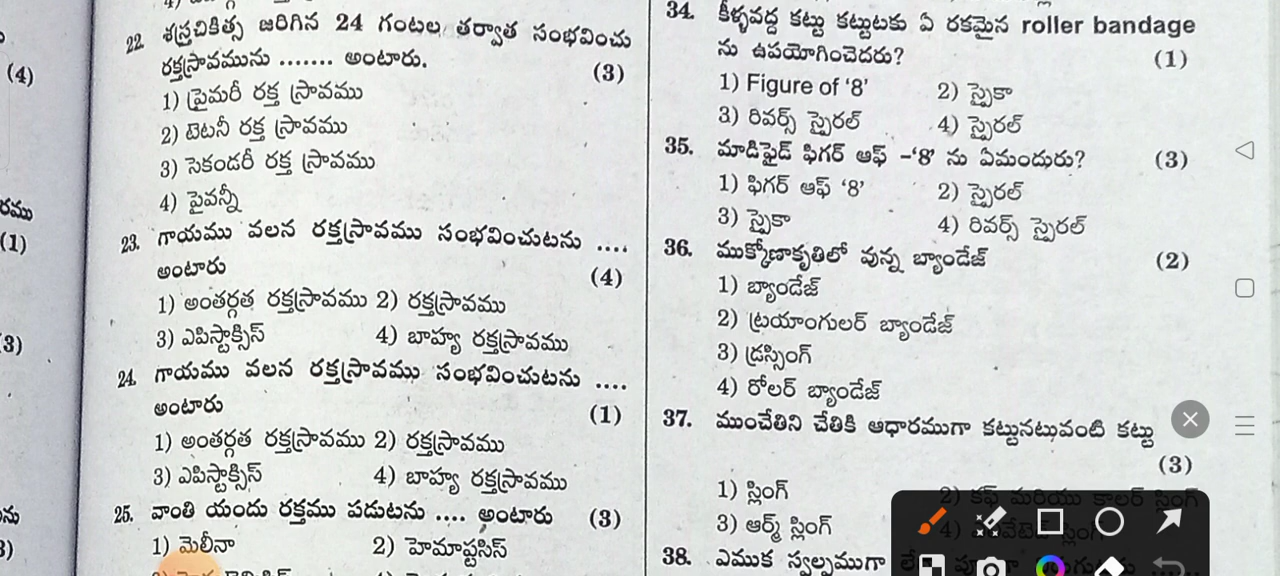 (4)
రము
(1)
3)
ను
3)
22. శస్త్రచికిత్స జరిగిన 24 గంటల తర్వాత సంభవించు
రక్తస్రావమును ....... అంటారు. (3)
1) ప్రైమరీ రక్త స్రావము
2) టెటనీ రక్త స్రావము
3) సెకండరీ రక్త స్రావము
4) పైవన్నీ
23. గాయము వలన రక్తస్రావము సంభవించుటను ....
అంటారు (4)
1) అంతర్గత రక్తస్రావము 2) రక్తస్రావము
3) ఎపిస్టాక్సిస్ 4) బాహ్య రక్తస్రావము
24. గాయము వలన రక్తస్రావము సంభవించుటను ....
అంటారు (1)
1) అంతర్గత రక్తస్రావము 2) రక్తస్రావము
3) ఎపిస్టాక్సిస్ 4) బాహ్య రక్తస్రావము
25. వాంతి యందు రక్తము పడుటను .... అంటారు (3)
1) మెలీనా 2) హెమాప్టసిస్
34. కీళ్ళవద్ద కట్టు కట్టుటకు ఏ రకమైన roller bandage
ను ఉపయోగించెదరు? (1)
1) Figure of ‘8’ 2) స్పైకా
3) రివర్స్ స్పైరల్ 4) స్పైరల్
35. మాడిఫైడ్ ఫిగర్ ఆఫ్ –‘8’ ను ఏమందురు? (3)
1) ఫిగర్ ఆఫ్ ‘8’ 2) స్పైరల్
3) స్పైకా 4) రివర్స్ స్పైరల్
36. ముక్కోణాకృతిలో వున్న బ్యాండేజ్ (2)
1) బ్యాండేజ్
2) ట్రయాంగులర్ బ్యాండేజ్
3) డ్రస్సింగ్
4) రోలర్ బ్యాండేజ్
37. ముంచేతిని చేతికి ఆధారముగా కట్టునటువంటి కట్టు
(3)
1) స్లింగ్ 2) కఫ్ మరియు కాలర్ స్లింగ్
3) ఆర్మ్ స్లింగ్ 4) స్లింగ్
38. ఎముక స్వల్పముగా